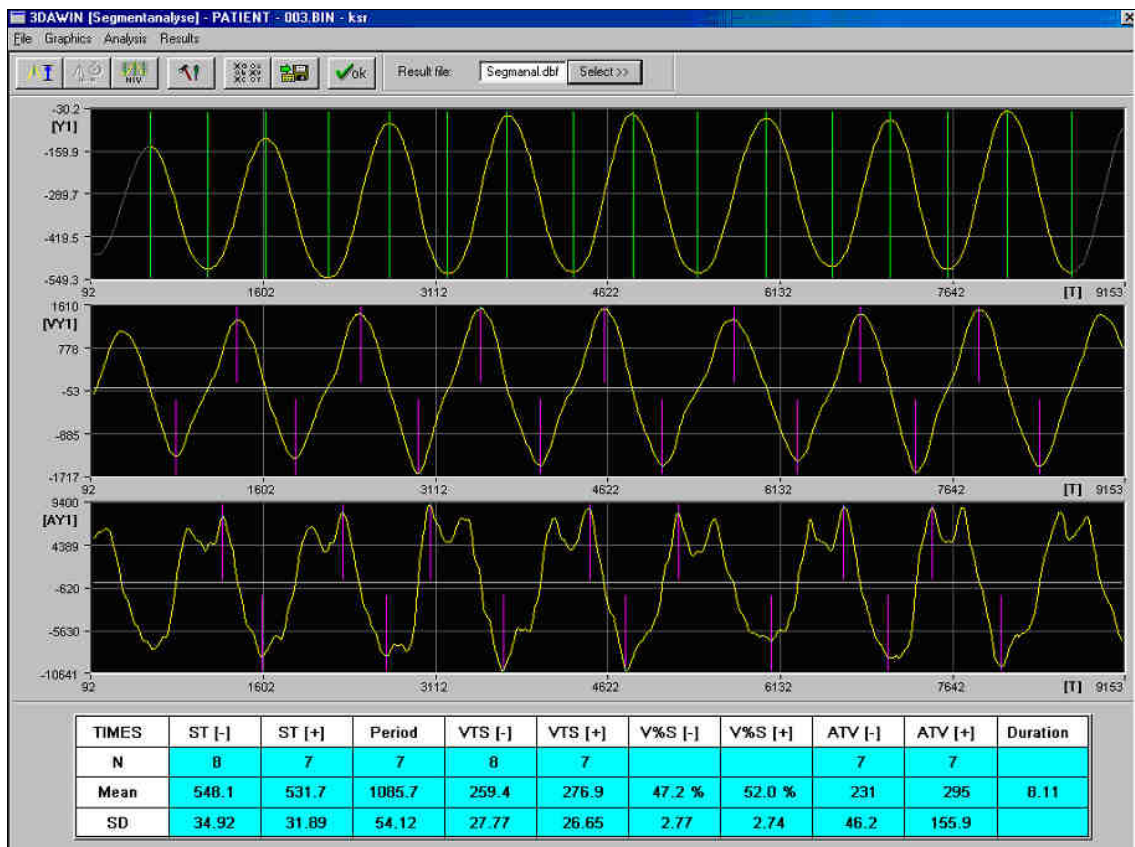 3DAWIN [Segmentanalyse] - PATIENT - 003.BIN - ksr
File Graphics Analysis Results
NIV ok Result file: Segmanal.dbf Select >>
-30.2
[Y1]
-159.9
-289.7
-419.5
-549.3
92 1602 3112 4622 6132 7642 [T] 9153
1610
[VY1]
778
-53
-885
-1717
92 1602 3112 4622 6132 7642 [T] 9153
9400
[AY1]
4389
-620
-5630
-10641
92 1602 3112 4622 6132 7642 [T] 9153
TIMES ST [-] ST [+] Period VTS [-] VTS [+] V%S [-] V%S [+] ATV [-] ATV [+] Duration
N 8 7 7 8 7 7 7
Mean 548.1 531.7 1085.7 259.4 276.9 47.2 % 52.0 % 231 295 8.11
SD 34.92 31.89 54.12 27.77 26.65 2.77 2.74 46.2 155.9